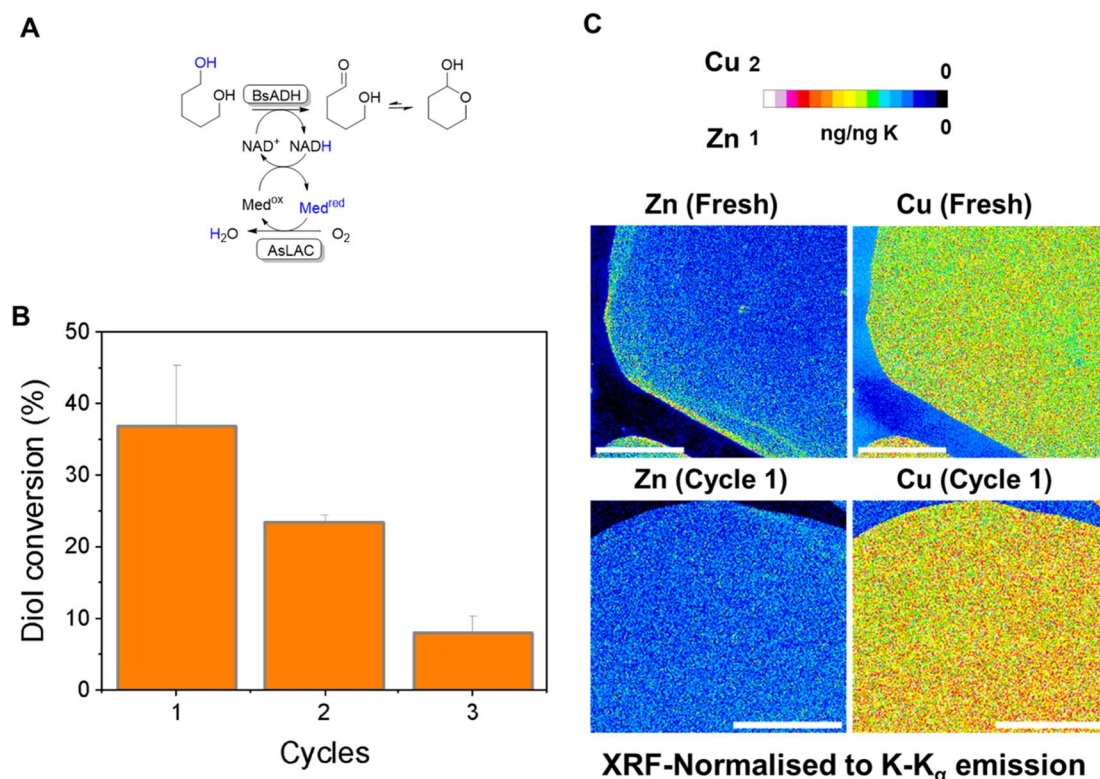 A
OH
OH
BsADH
O
OH
OH
O
NAD⁺ NADH
Medᵒˣ Medʳᵉᵈ
H₂O O₂
AsLAC
B
Diol conversion (%)
50
40
30
20
10
0
1 2 3
Cycles
C
Cu 2 0
Zn 1 ng/ng K 0
Zn (Fresh) Cu (Fresh)
Zn (Cycle 1) Cu (Cycle 1)
XRF-Normalised to K-Kα emission